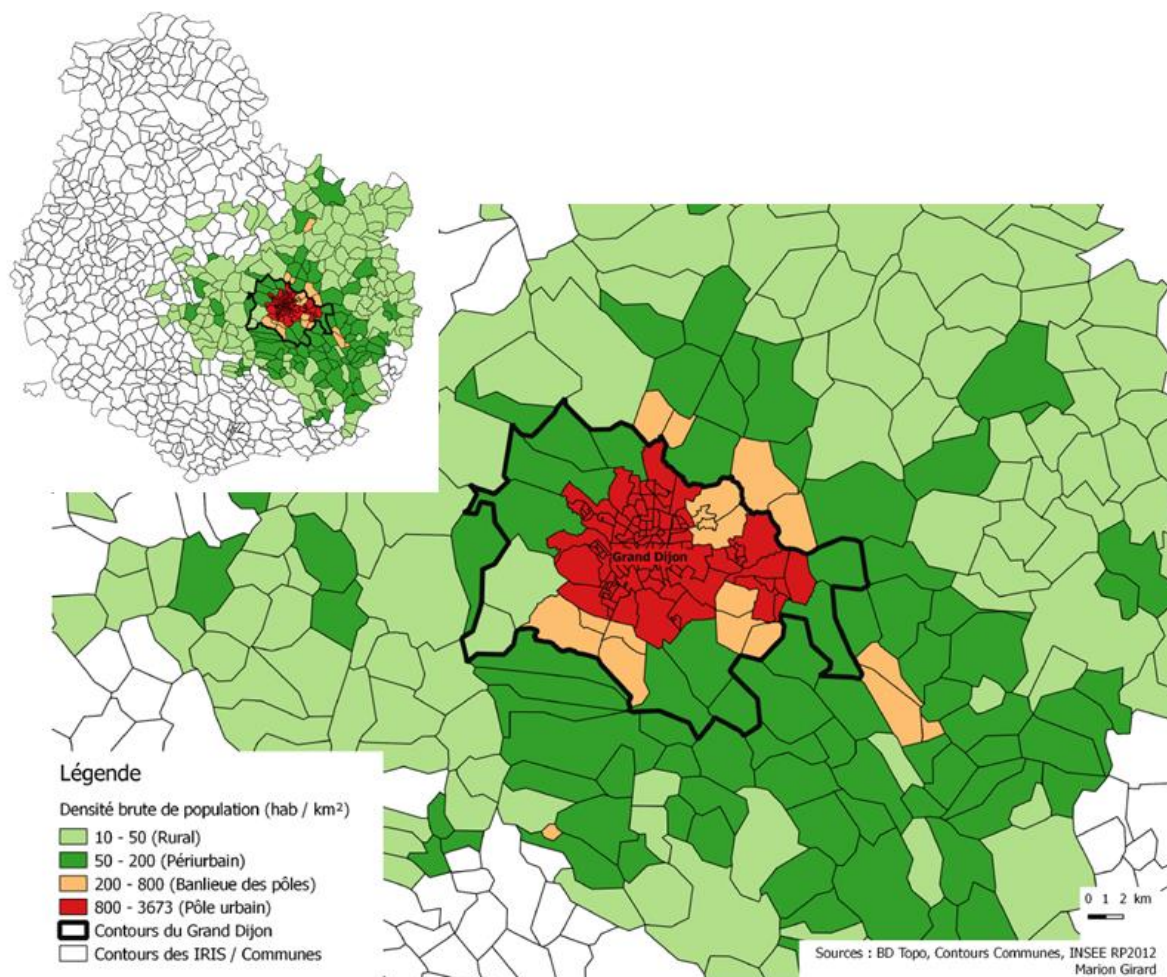 Grand Dijon
Légende
Densité brute de population (hab / km²)
10 - 50 (Rural)
50 - 200 (Périurbain)
200 - 800 (Banlieue des pôles)
800 - 3673 (Pôle urbain)
Contours du Grand Dijon
Contours des IRIS / Communes
0 1 2 km
Sources : BD Topo, Contours Communes, INSEE RP2012
Marion Girard